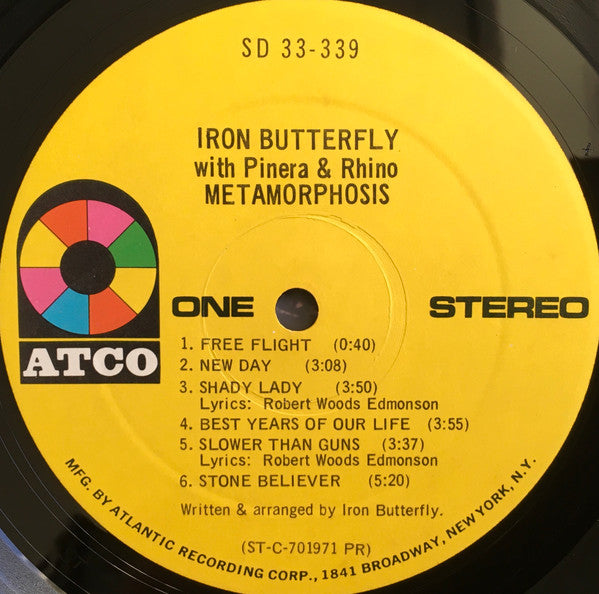 SD 33-339
IRON BUTTERFLY
with Pinera & Rhino
METAMORPHOSIS
ATCO
ONE
STEREO
1. FREE FLIGHT (0:40)
2. NEW DAY (3:08)
3. SHADY LADY (3:50)
Lyrics: Robert Woods Edmonson
4. BEST YEARS OF OUR LIFE (3:55)
5. SLOWER THAN GUNS (3:37)
Lyrics: Robert Woods Edmonson
6. STONE BELIEVER (5:20)
Written & arranged by Iron Butterfly.
(ST-C-701971 PR)
MFG. BY ATLANTIC RECORDING CORP., 1841 BROADWAY, NEW YORK, N.Y.